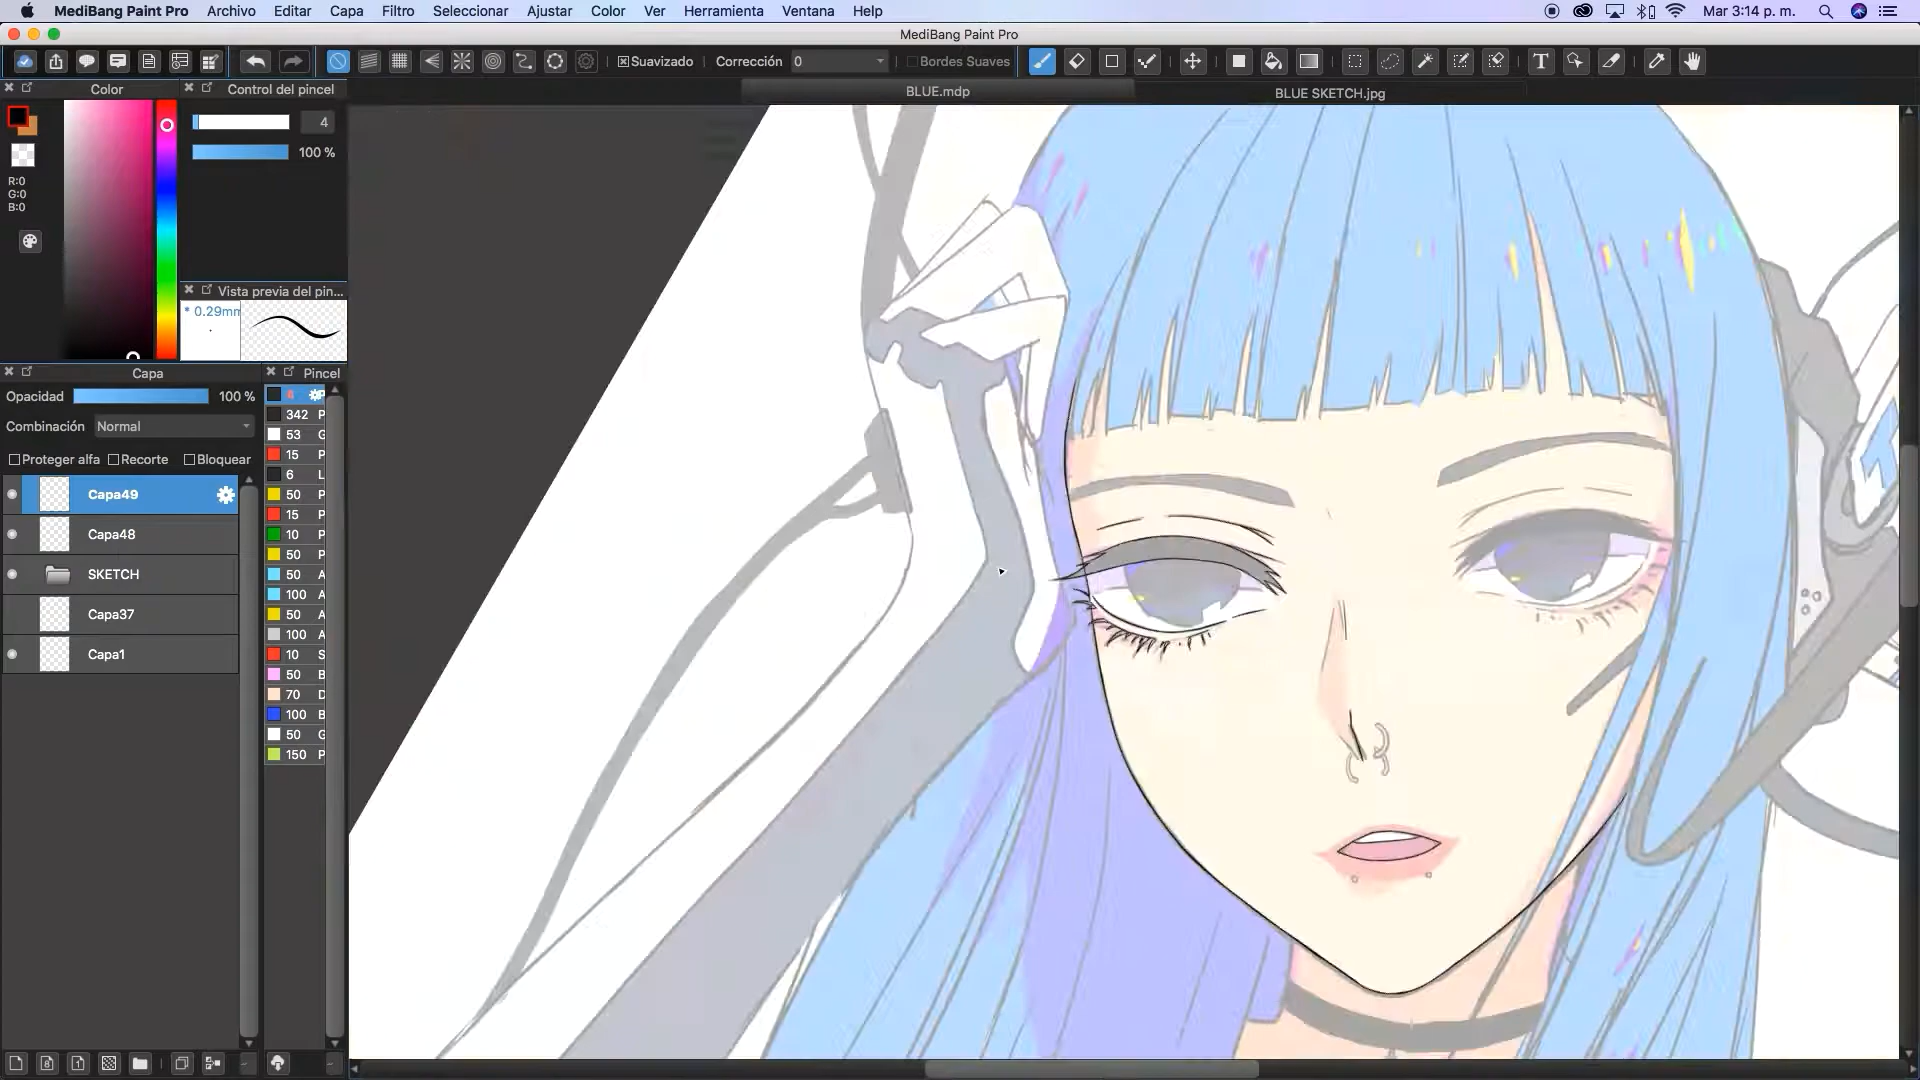 MediBang Paint Pro Archivo Editar Capa Filtro Seleccionar Ajustar Color Ver Herramienta Ventana Help Mar 3:14 p. m.
MediBang Paint Pro
Suavizado Corrección 0 Bordes Suaves
T
Color Control del pincel BLUE.mdp BLUE SKETCH.jpg
4
100 %
R:0
G:0
B:0
Vista previa del pin...
* 0.29mm
Capa Pincel
Opacidad 100 %
Combinación Normal
Proteger alfa Recorte Bloquear
Capa49
Capa48
SKETCH
Capa37
Capa1
4 P
342 P
53 G
15 P
6 L
50 P
15 P
10 P
50 P
50 A
100 A
50 A
100 A
10 S
50 B
70 D
100 B
50 G
150 P